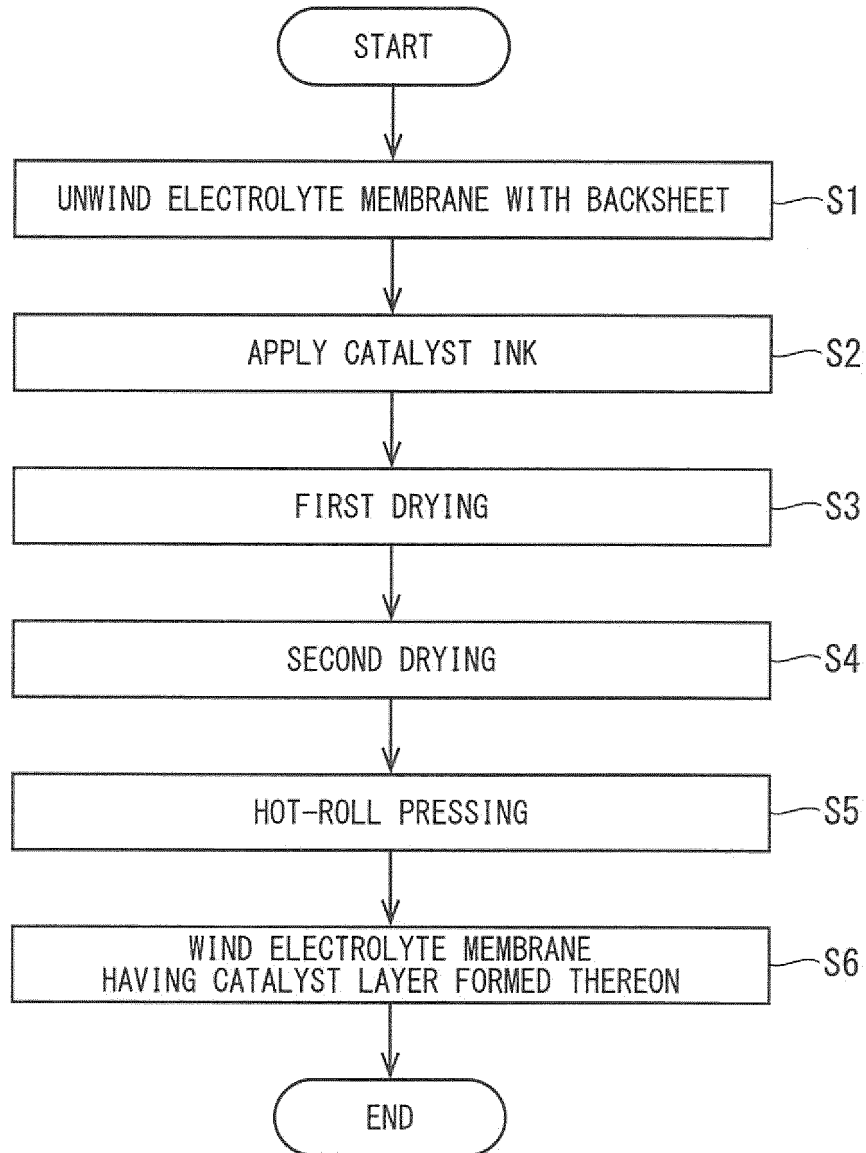 START
UNWIND ELECTROLYTE MEMBRANE WITH BACKSHEET S1
APPLY CATALYST INK S2
FIRST DRYING S3
SECOND DRYING S4
HOT-ROLL PRESSING S5
WIND ELECTROLYTE MEMBRANE
HAVING CATALYST LAYER FORMED THEREON S6
END